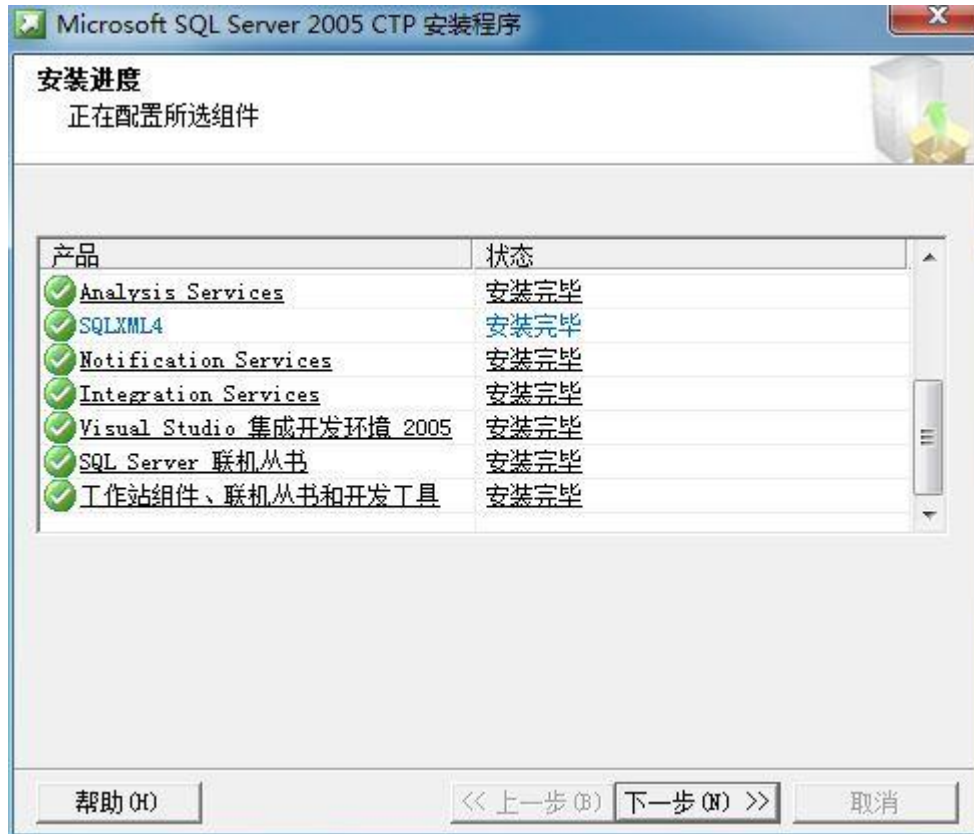 Microsoft SQL Server 2005 CTP 安装程序
安装进度
正在配置所选组件
产品 状态
Analysis Services 安装完毕
SQLXML4 安装完毕
Notification Services 安装完毕
Integration Services 安装完毕
Visual Studio 集成开发环境 2005 安装完毕
SQL Server 联机丛书 安装完毕
工作站组件、联机丛书和开发工具 安装完毕
帮助(H) << 上一步(B) 下一步(N) >> 取消